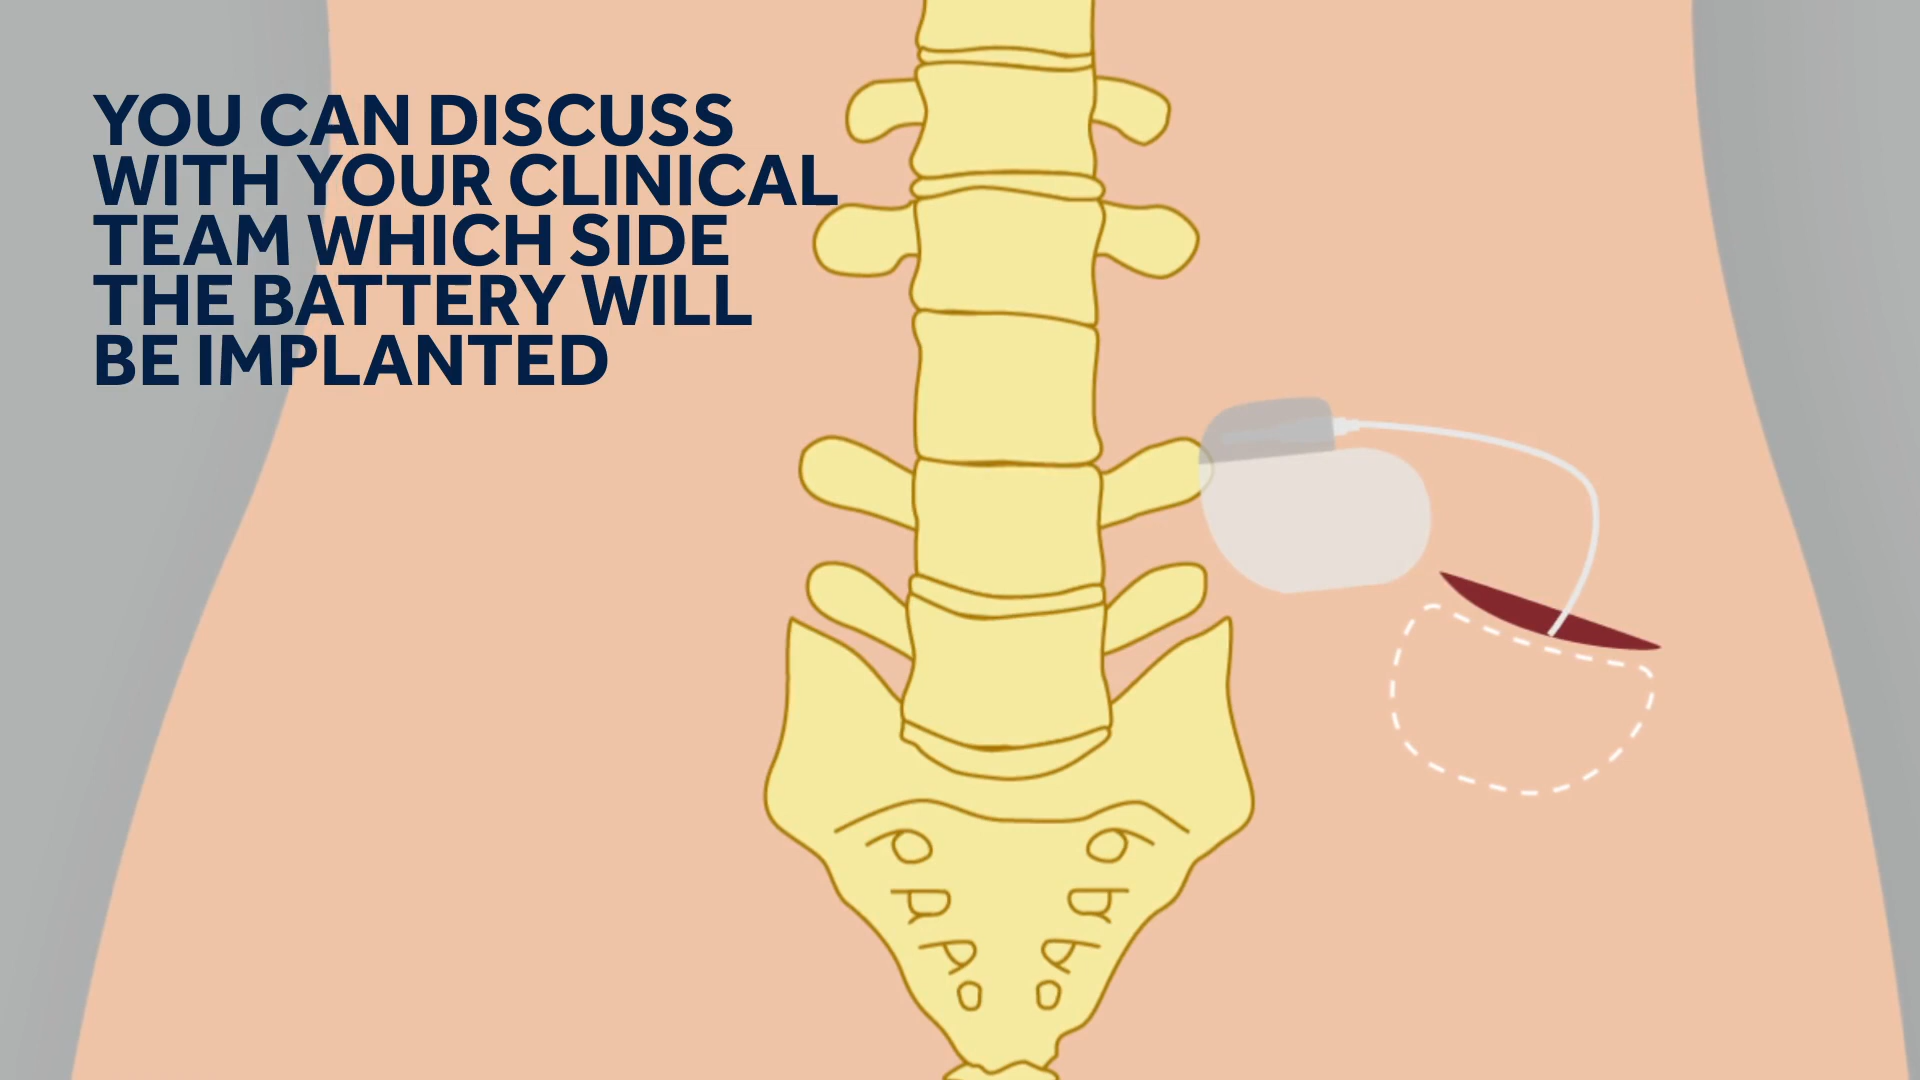 YOU CAN DISCUSS
WITH YOUR CLINICAL
TEAM WHICH SIDE
THE BATTERY WILL
BE IMPLANTED